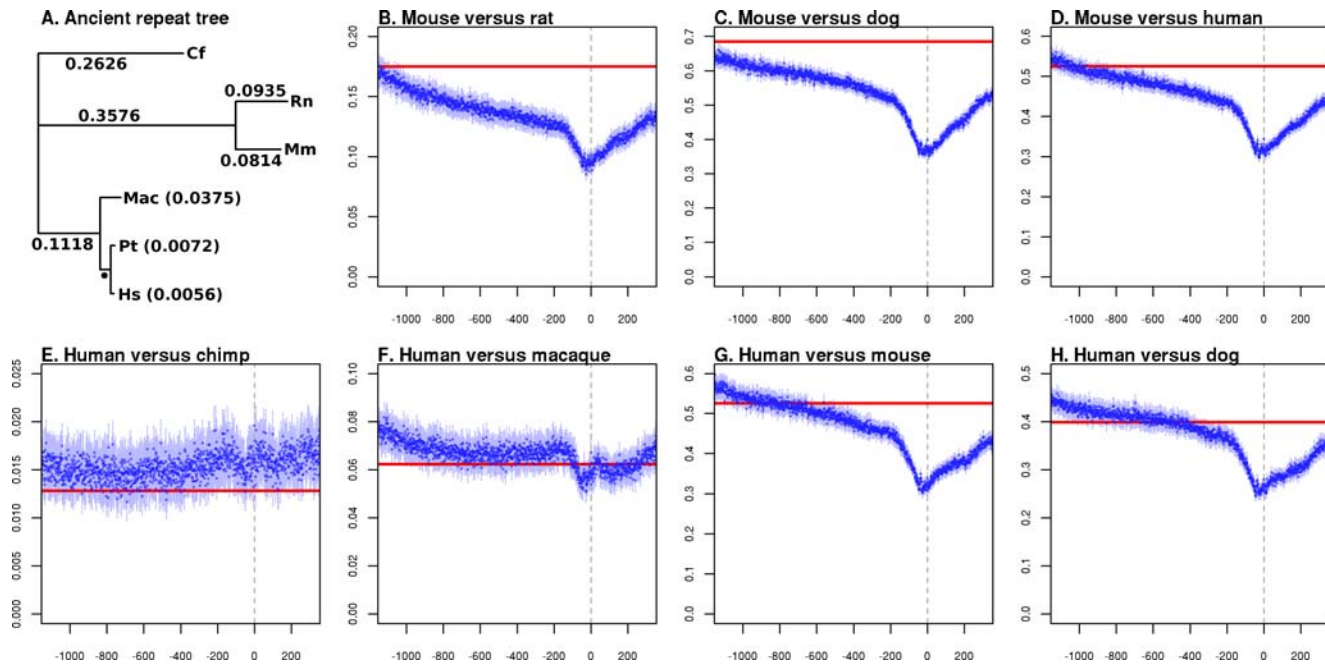 A. Ancient repeat tree
Cf
0.2626
0.0935
Rn
0.3576
Mm
0.0814
Mac (0.0375)
0.1118
Pt (0.0072)
Hs (0.0056)
B. Mouse versus rat
0.20
0.15
0.10
0.05
0.00
-1000 -800 -600 -400 -200 0 200
C. Mouse versus dog
0.7
0.6
0.5
0.4
0.3
0.2
0.1
0.0
-1000 -800 -600 -400 -200 0 200
D. Mouse versus human
0.6
0.5
0.4
0.3
0.2
0.1
0.0
-1000 -800 -600 -400 -200 0 200
E. Human versus chimp
0.025
0.020
0.015
0.010
0.005
0.000
-1000 -800 -600 -400 -200 0 200
F. Human versus macaque
0.10
0.08
0.06
0.04
0.02
0.00
-1000 -800 -600 -400 -200 0 200
G. Human versus mouse
0.6
0.5
0.4
0.3
0.2
0.1
0.0
-1000 -800 -600 -400 -200 0 200
H. Human versus dog
0.5
0.4
0.3
0.2
0.1
0.0
-1000 -800 -600 -400 -200 0 200